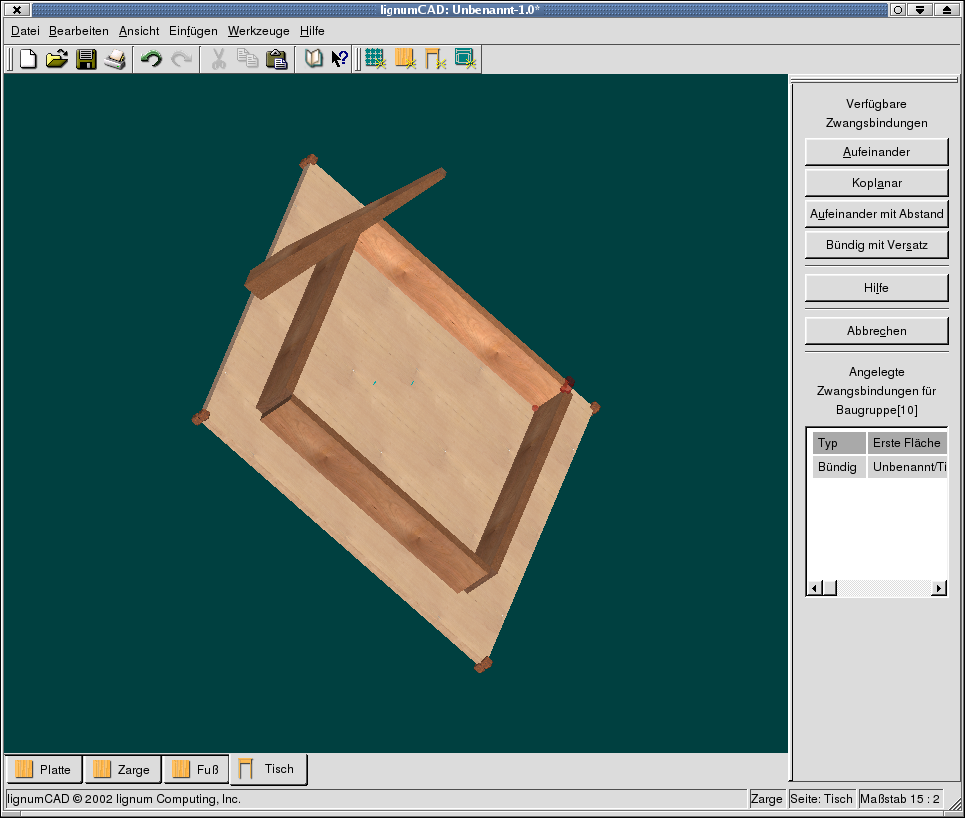 lignumCAD: Unbenannt-1.0*
Datei Bearbeiten Ansicht Einfügen Werkzeuge Hilfe
Verfügbare
Zwangsbindungen
Aufeinander
Koplanar
Aufeinander mit Abstand
Bündig mit Versatz
Hilfe
Abbrechen
Angelegte
Zwangsbindungen für
Baugruppe[10]
Typ Erste Fläche
Bündig Unbenannt/Ti
Platte Zarge Fuß Tisch
lignumCAD © 2002 lignum Computing, Inc. Zarge Seite: Tisch Maßstab 15 : 2